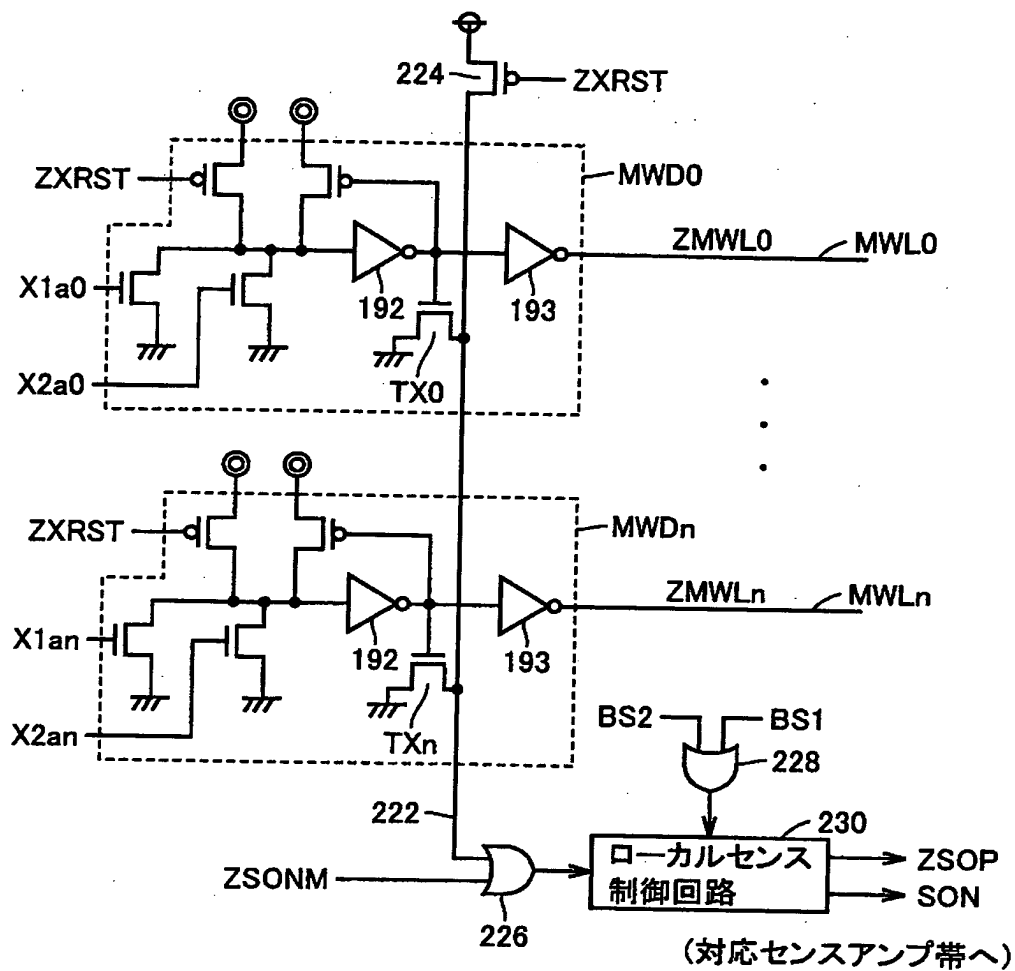 224
ZXRST
ZXRST
MWD0
ZMWL0
MWL0
X1a0
192
193
X2a0
TX0
ZXRST
MWDn
ZMWLn
MWLn
X1an
192
193
X2an
TXn
BS2
BS1
228
222
230
ローカルセンス
制御回路
ZSOP
SON
ZSONM
226
(対応センスアンプ帯へ)